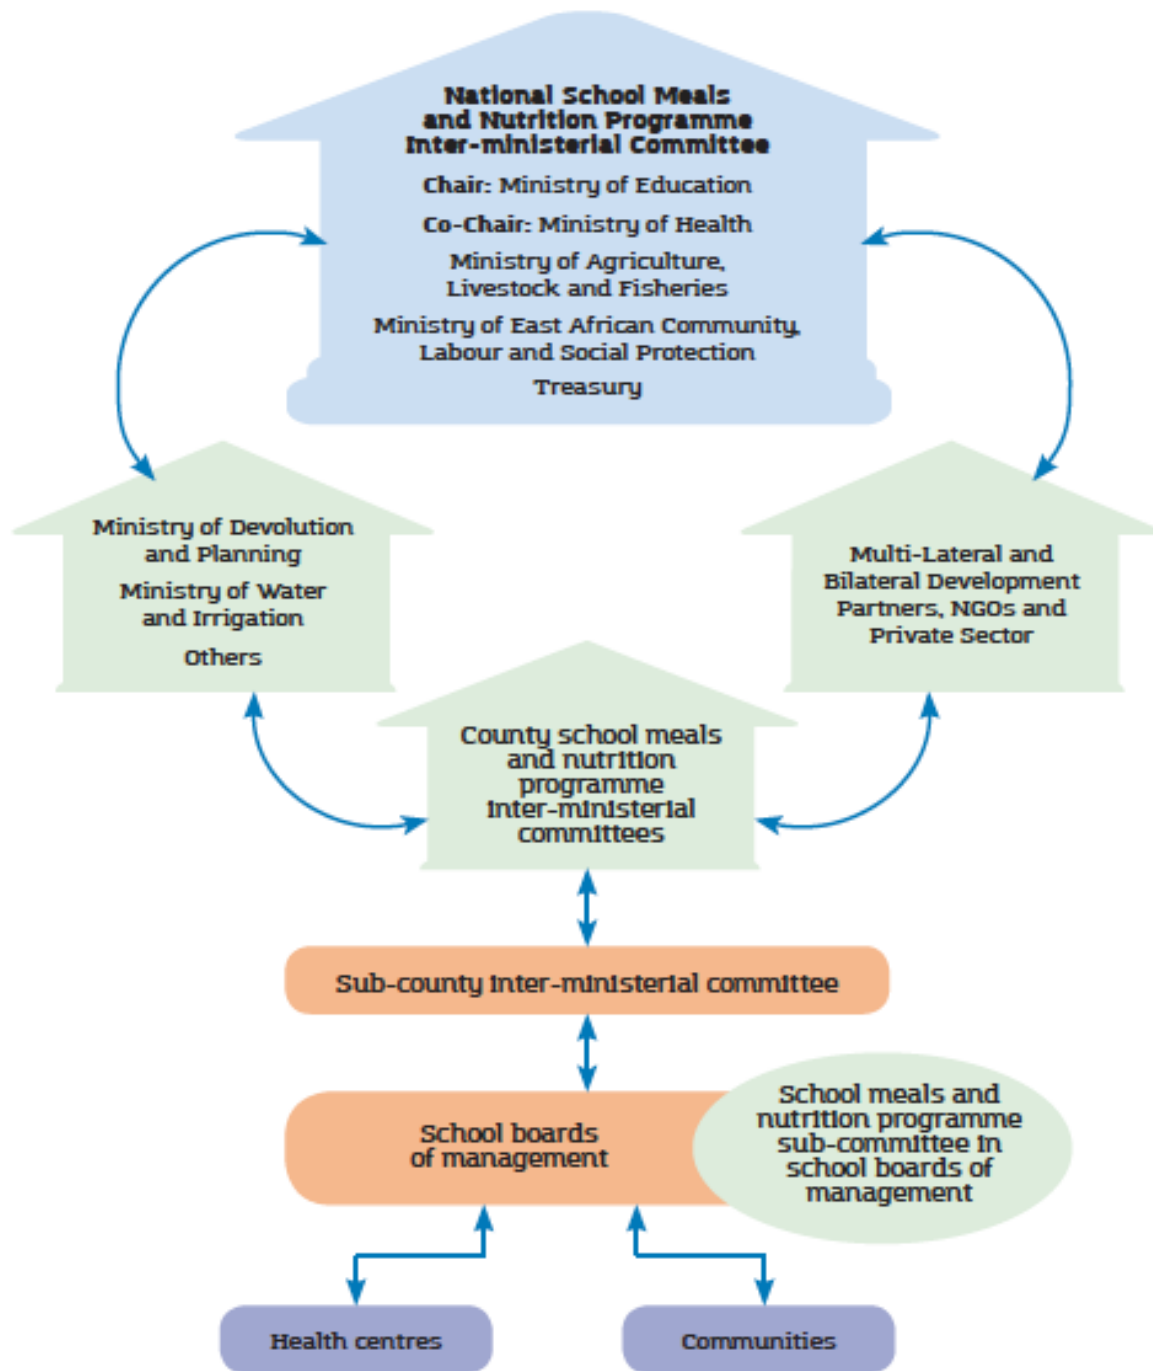 National School Meals
and Nutrition Programme
Inter-ministerial Committee
Chair: Ministry of Education
Co-Chair: Ministry of Health
Ministry of Agriculture,
Livestock and Fisheries
Ministry of East African Community,
Labour and Social Protection
Treasury
Ministry of Devolution
and Planning
Ministry of Water
and Irrigation
Others
Multi-Lateral and
Bilateral Development
Partners, NGOs and
Private Sector
County school meals
and nutrition
programme
inter-ministerial
committees
Sub-county inter-ministerial committee
School boards
of management
School meals and
nutrition programme
sub-committee in
school boards of
management
Health centres
Communities